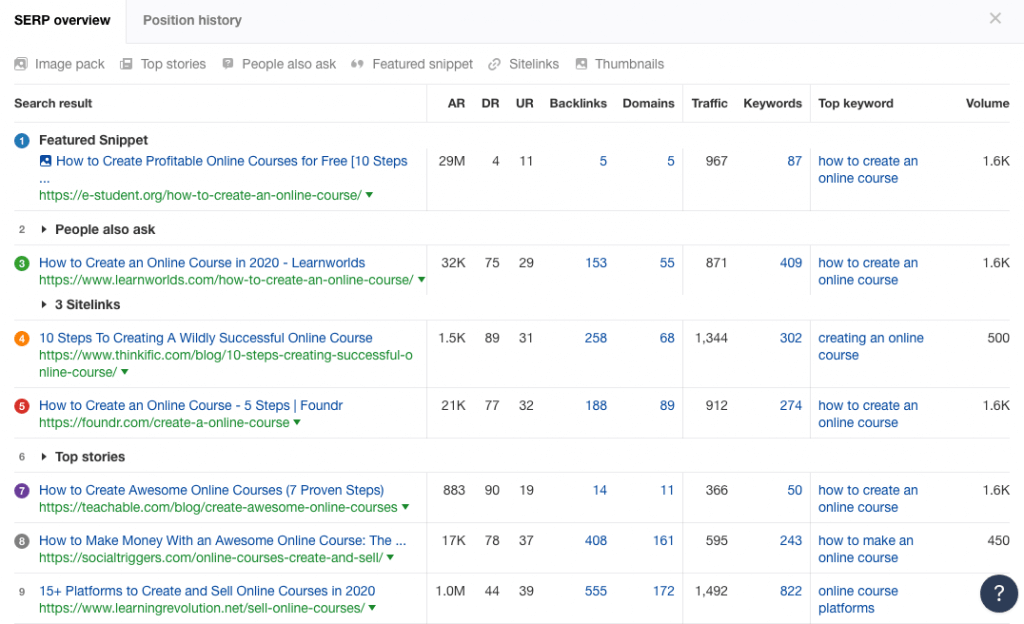 SERP overview Position history
Image pack Top stories People also ask Featured snippet Sitelinks Thumbnails
Search result AR DR UR Backlinks Domains Traffic Keywords Top keyword Volume
1 Featured Snippet
How to Create Profitable Online Courses for Free [10 Steps 29M 4 11 5 5 967 87 how to create an 1.6K
... online course
https://e-student.org/how-to-create-an-online-course/
2 People also ask
3 How to Create an Online Course in 2020 - Learnworlds 32K 75 29 153 55 871 409 how to create an 1.6K
https://www.learnworlds.com/how-to-create-an-online-course/ online course
3 Sitelinks
4 10 Steps To Creating A Wildly Successful Online Course 1.5K 89 31 258 68 1,344 302 creating an online 500
https://www.thinkific.com/blog/10-steps-creating-successful-o course
nline-course/
5 How to Create an Online Course - 5 Steps | Foundr 21K 77 32 188 89 912 274 how to create an 1.6K
https://foundr.com/create-a-online-course online course
6 Top stories
7 How to Create Awesome Online Courses (7 Proven Steps) 883 90 19 14 11 366 50 how to create an 1.6K
https://teachable.com/blog/create-awesome-online-courses online course
8 How to Make Money With an Awesome Online Course: The ... 17K 78 37 408 161 595 243 how to make an 450
https://socialtriggers.com/online-courses-create-and-sell/ online course
9 15+ Platforms to Create and Sell Online Courses in 2020 1.0M 44 39 555 172 1,492 822 online course
https://www.learningrevolution.net/sell-online-courses/ platforms
?